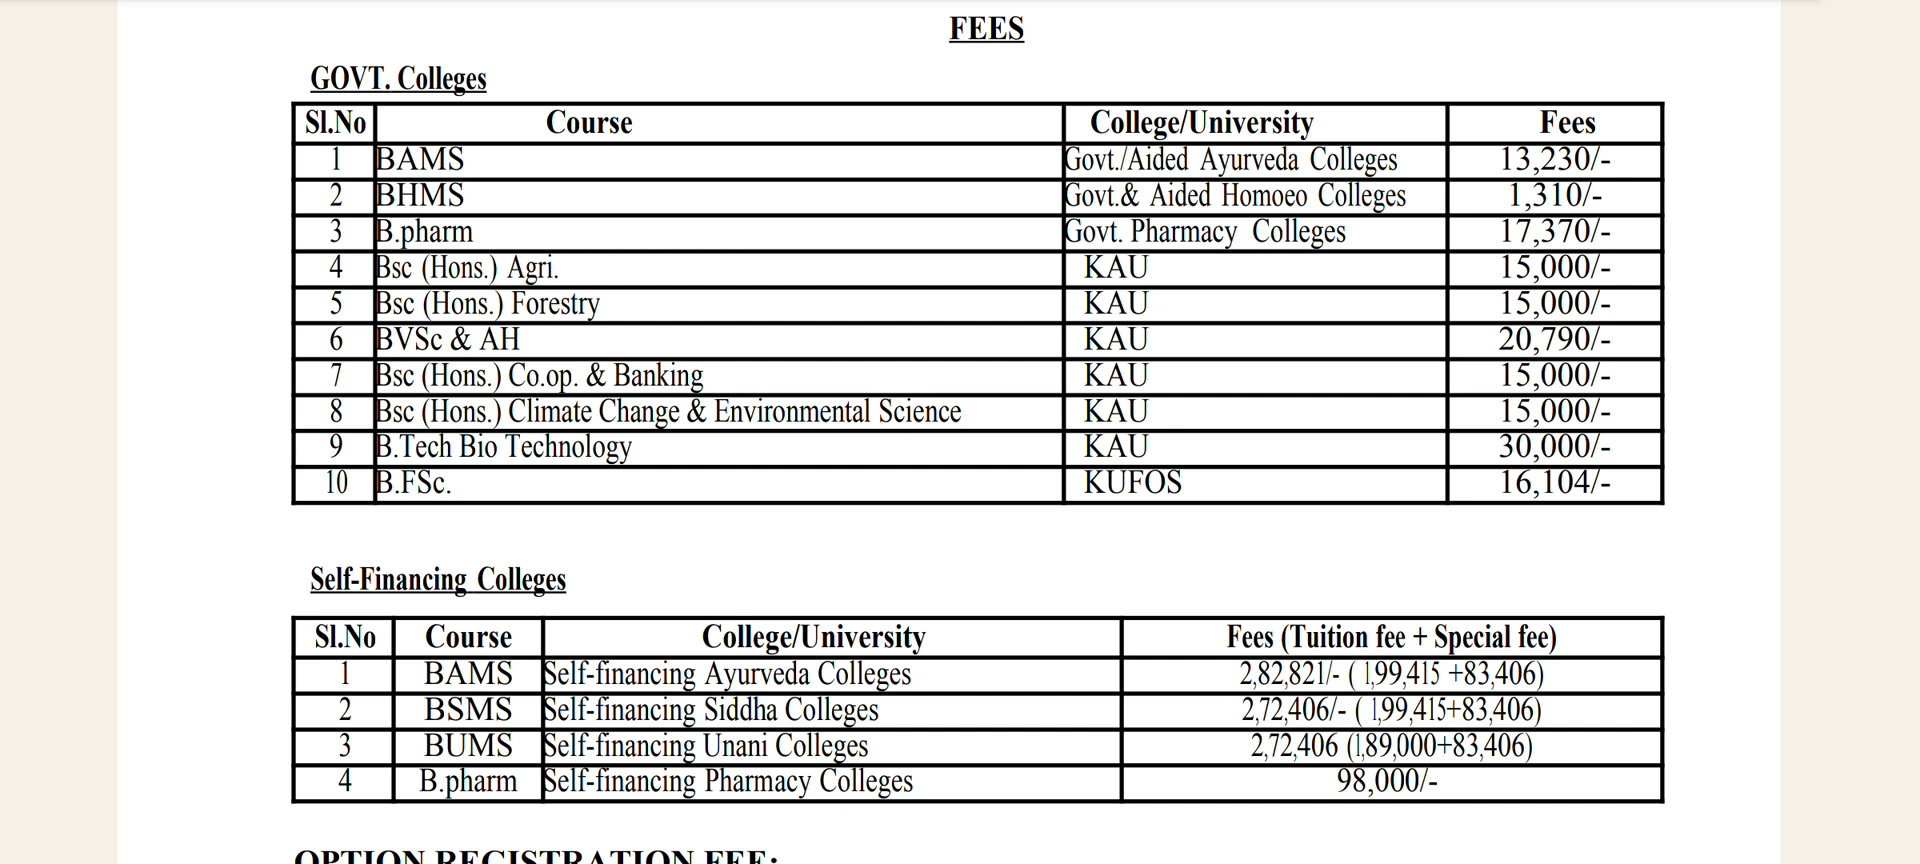 FEES
GOVT. Colleges
Sl.No Course College/University Fees
1 BAMS Govt./Aided Ayurveda Colleges 13,230/-
2 BHMS Govt.& Aided Homoeo Colleges 1,310/-
3 B.pharm Govt. Pharmacy Colleges 17,370/-
4 Bsc (Hons.) Agri. KAU 15,000/-
5 Bsc (Hons.) Forestry KAU 15,000/-
6 BVSc & AH KAU 20,790/-
7 Bsc (Hons.) Co.op. & Banking KAU 15,000/-
8 Bsc (Hons.) Climate Change & Environmental Science KAU 15,000/-
9 B.Tech Bio Technology KAU 30,000/-
10 B.FSc. KUFOS 16,104/-
Self-Financing Colleges
Sl.No Course College/University Fees (Tuition fee + Special fee)
1 BAMS Self-financing Ayurveda Colleges 2,82,821/- ( 1,99,415 +83,406)
2 BSMS Self-financing Siddha Colleges 2,72,406/- ( 1,99,415+83,406)
3 BUMS Self-financing Unani Colleges 2,72,406 (1,89,000+83,406)
4 B.pharm Self-financing Pharmacy Colleges 98,000/-
OPTION REGISTRATION FEE: